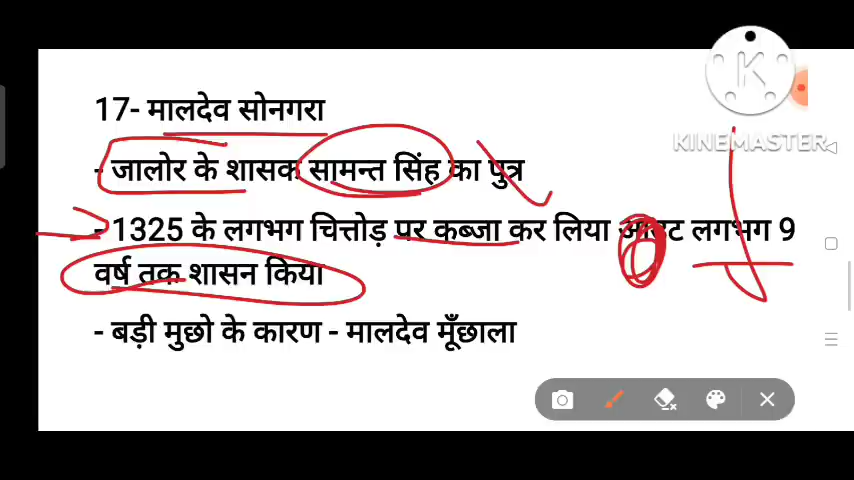 KINEMASTER
17- मालदेव सोनगरा
- जालोर के शासक सामन्त सिंह का पुत्र
- 1325 के लगभग चित्तोड़ पर कब्जा कर लिया लगभग 9
वर्ष तक शासन किया
- बड़ी मुछो के कारण - मालदेव मूँछाला